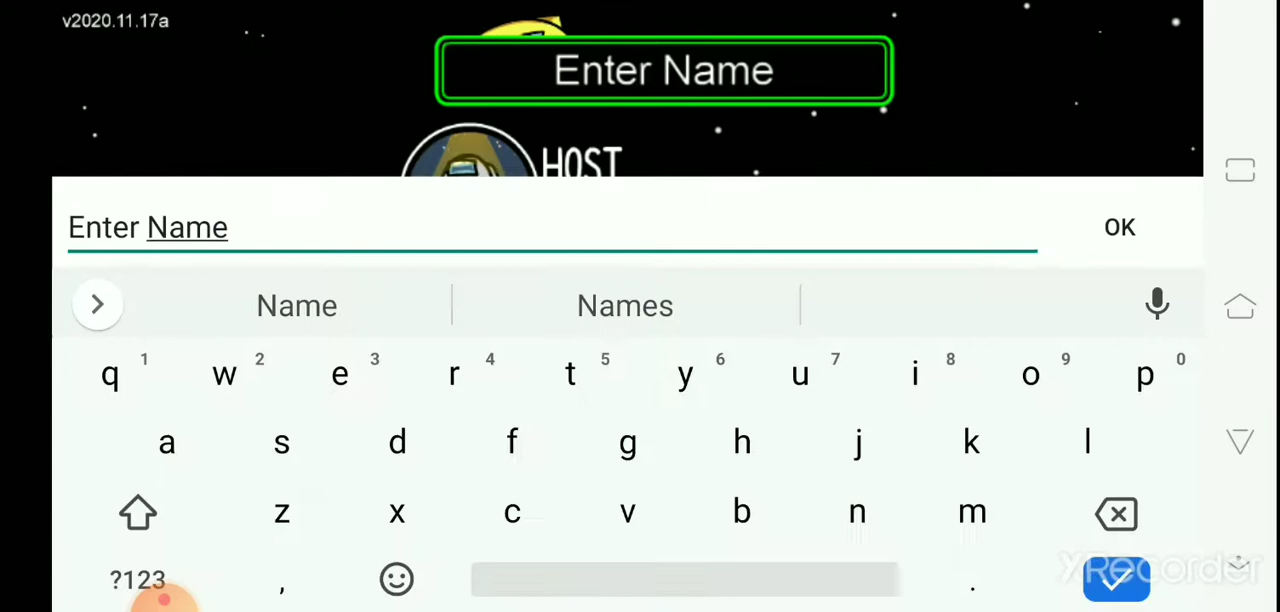 v2020.11.17a
Enter Name
HOST
Enter Name
OK
Name Names
q 1 w 2 e 3 r 4 t 5 y 6 u 7 i 8 o 9 p 0
a s d f g h j k l
z x c v b n m
?123 , .
XRecorder